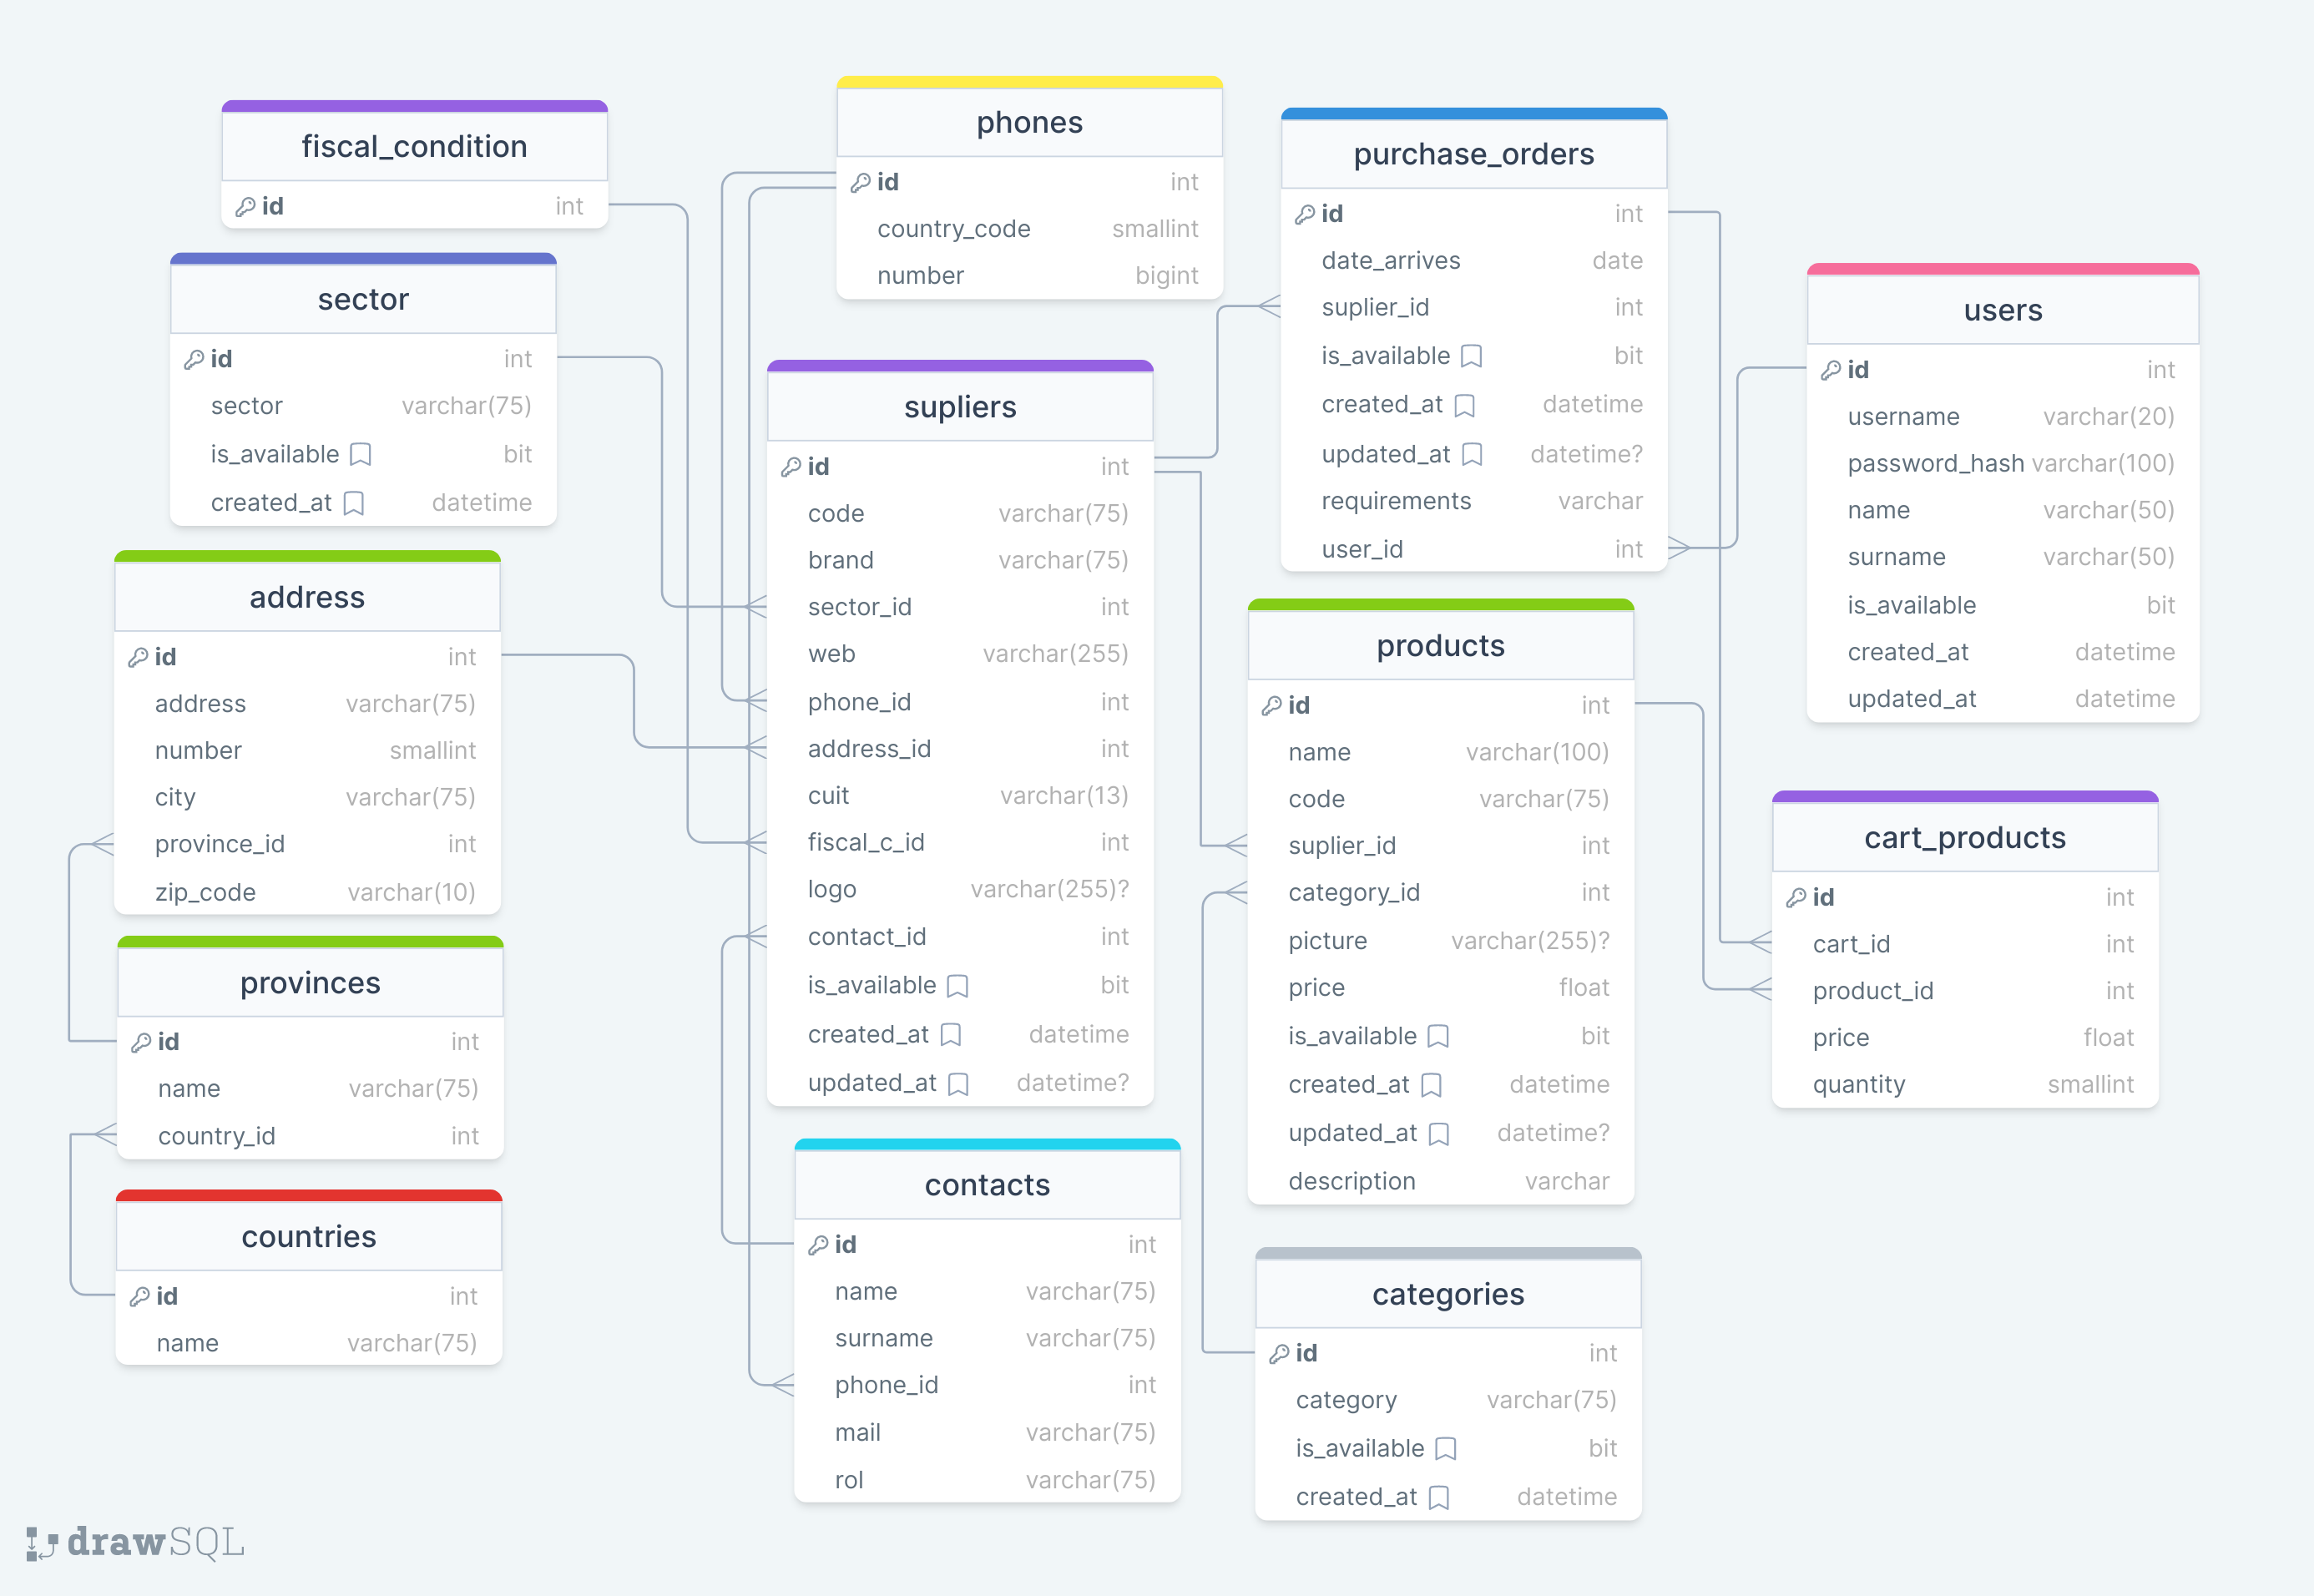 fiscal_condition
id int
sector
id int
sector varchar(75)
is_available bit
created_at datetime
address
id int
address varchar(75)
number smallint
city varchar(75)
province_id int
zip_code varchar(10)
provinces
id int
name varchar(75)
country_id int
countries
id int
name varchar(75)
phones
id int
country_code smallint
number bigint
supliers
id int
code varchar(75)
brand varchar(75)
sector_id int
web varchar(255)
phone_id int
address_id int
cuit varchar(13)
fiscal_c_id int
logo varchar(255)?
contact_id int
is_available bit
created_at datetime
updated_at datetime?
contacts
id int
name varchar(75)
surname varchar(75)
phone_id int
mail varchar(75)
rol varchar(75)
purchase_orders
id int
date_arrives date
suplier_id int
is_available bit
created_at datetime
updated_at datetime?
requirements varchar
user_id int
products
id int
name varchar(100)
code varchar(75)
suplier_id int
category_id int
picture varchar(255)?
price float
is_available bit
created_at datetime
updated_at datetime?
description varchar
categories
id int
category varchar(75)
is_available bit
created_at datetime
users
id int
username varchar(20)
password_hash varchar(100)
name varchar(50)
surname varchar(50)
is_available bit
created_at datetime
updated_at datetime
cart_products
id int
cart_id int
product_id int
price float
quantity smallint
drawSQL